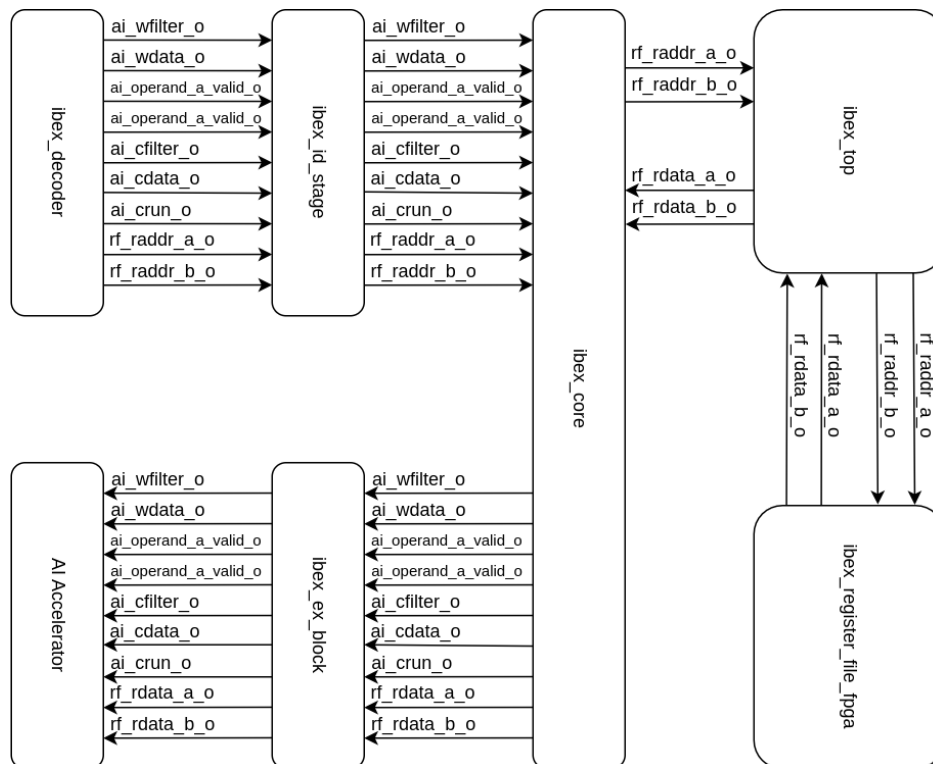 ibex_decoder
ai_wfilter_o
ai_wdata_o
ai_operand_a_valid_o
ai_operand_a_valid_o
ai_cfilter_o
ai_cdata_o
ai_crun_o
rf_raddr_a_o
rf_raddr_b_o
ibex_id_stage
ai_wfilter_o
ai_wdata_o
ai_operand_a_valid_o
ai_operand_a_valid_o
ai_cfilter_o
ai_cdata_o
ai_crun_o
rf_raddr_a_o
rf_raddr_b_o
ibex_core
rf_raddr_a_o
rf_raddr_b_o
rf_rdata_a_o
rf_rdata_b_o
ibex_top
rf_rdata_b_o
rf_rdata_a_o
rf_raddr_b_o
rf_raddr_a_o
ibex_register_file_fpga
AI Accelerator
ai_wfilter_o
ai_wdata_o
ai_operand_a_valid_o
ai_operand_a_valid_o
ai_cfilter_o
ai_cdata_o
ai_crun_o
rf_rdata_a_o
rf_rdata_b_o
ibex_ex_block
ai_wfilter_o
ai_wdata_o
ai_operand_a_valid_o
ai_operand_a_valid_o
ai_cfilter_o
ai_cdata_o
ai_crun_o
rf_rdata_a_o
rf_rdata_b_o